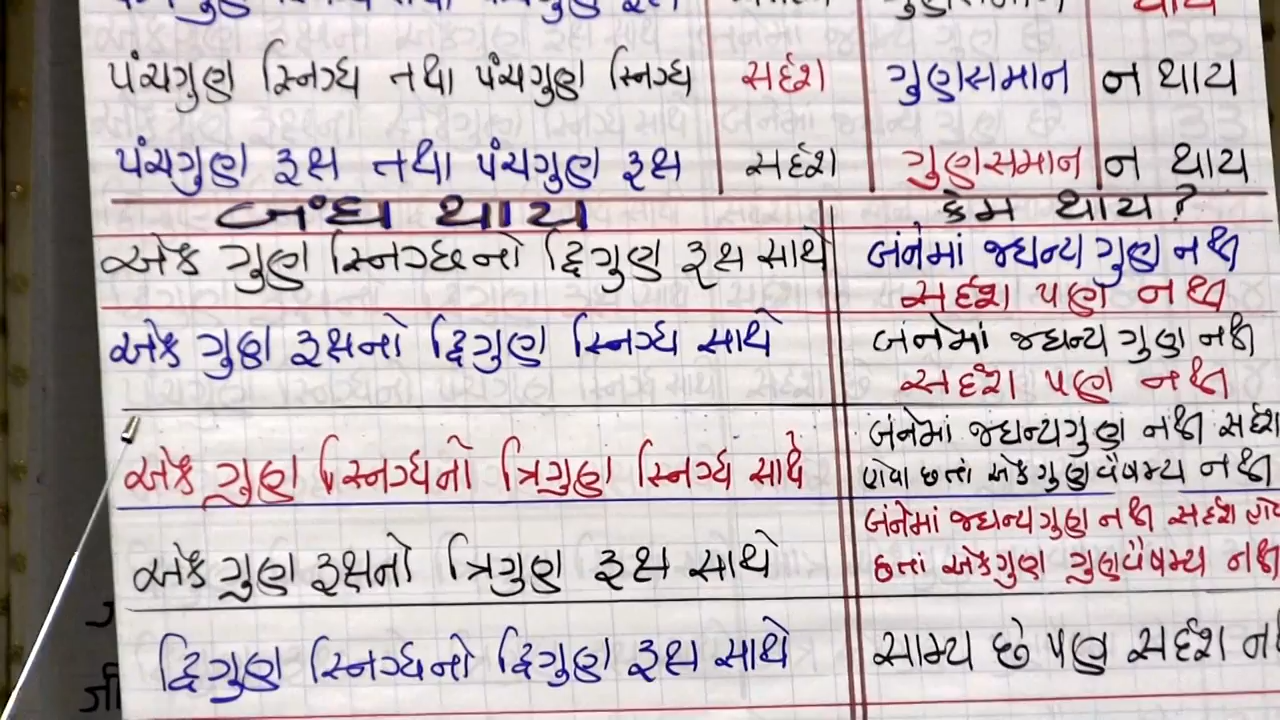 પંચગુણ સ્નિગ્ધ તથા પંચગુણ સ્નિગ્ધ સદૃશ ગુણસમાન ન થાય
પંચગુણ રૂક્ષ તથા પંચગુણ રૂક્ષ સદૃશ ગુણસમાન ન થાય
બંધ થાય કેમ થાય?
એક ગુણ સ્નિગ્ધનો દ્વિગુણ રૂક્ષ સાથે બંનેમાં જઘન્ય ગુણ નથી
સદૃશ પણ નથી
એક ગુણ રૂક્ષનો દ્વિગુણ સ્નિગ્ધ સાથે બંનેમાં જઘન્ય ગુણ નથી
સદૃશ પણ નથી
એક ગુણ સ્નિગ્ધનો ત્રિગુણ સ્નિગ્ધ સાથે બંનેમાં જઘન્યગુણ નથી સદૃશ
હોવા છતાં એક ગુણ વૈષમ્ય નથી
એક ગુણ રૂક્ષનો ત્રિગુણ રૂક્ષ સાથે બંનેમાં જઘન્યગુણ નથી સદૃશ
છતાં એકગુણ ગુણવૈષમ્ય નથી
દ્વિગુણ સ્નિગ્ધનો દ્વિગુણ રૂક્ષ સાથે સામ્ય છે પણ સદૃશ